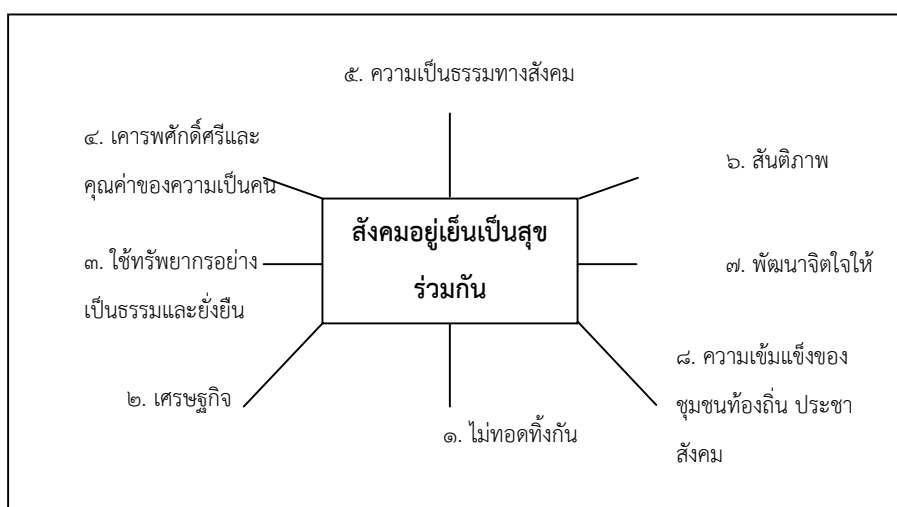 ๕. ความเป็นธรรมทางสังคม
๔. เคารพศักดิ์ศรีและ
คุณค่าของความเป็นคน
๖. สันติภาพ
สังคมอยู่เย็นเป็นสุข
ร่วมกัน
๓. ใช้ทรัพยากรอย่าง
เป็นธรรมและยั่งยืน
๗. พัฒนาจิตใจให้
๒. เศรษฐกิจ
๑. ไม่ทอดทิ้งกัน
๘. ความเข้มแข็งของ
ชุมชนท้องถิ่น ประชา
สังคม